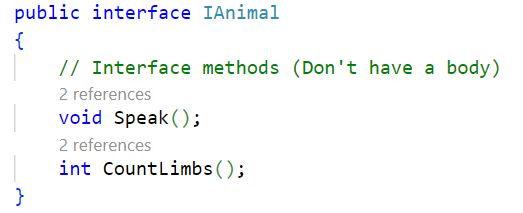 public interface IAnimal
{
// Interface methods (Don't have a body)
2 references
void Speak();
2 references
int CountLimbs();
}